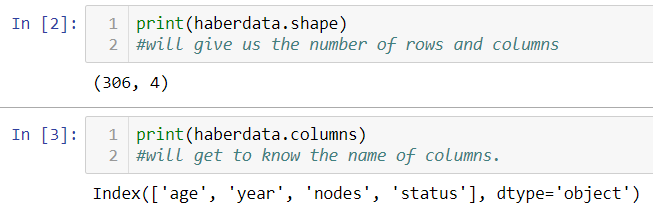 In [2]: 1 print(haberdata.shape)
2 #will give us the number of rows and columns
(306, 4)
In [3]: 1 print(haberdata.columns)
2 #will get to know the name of columns.
Index(['age', 'year', 'nodes', 'status'], dtype='object')